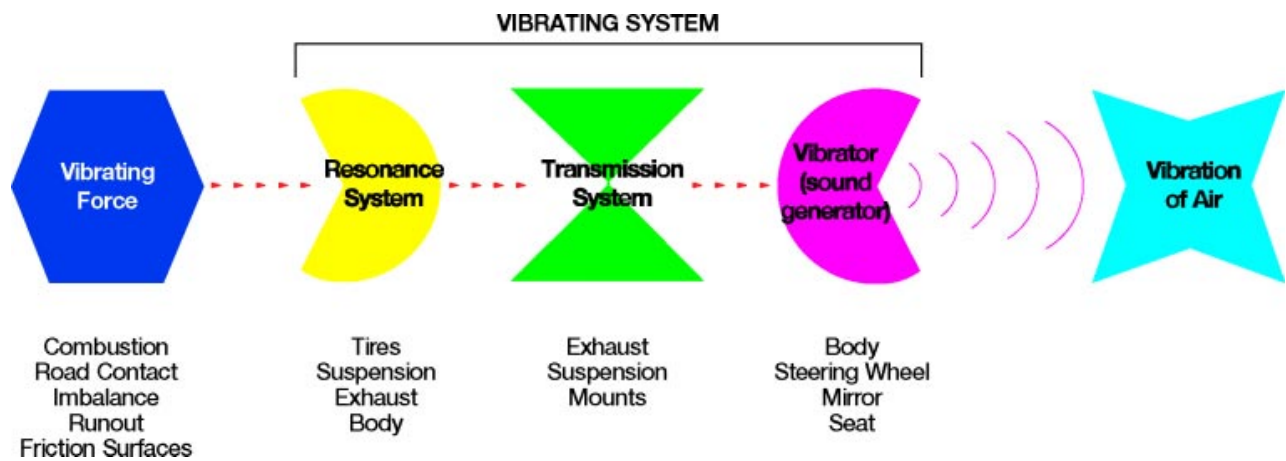 VIBRATING SYSTEM
Vibrating
Force
Resonance
System
Transmission
System
Vibrator
(sound
generator)
Vibration
of Air
Combustion
Road Contact
Imbalance
Runout
Friction Surfaces
Tires
Suspension
Exhaust
Body
Exhaust
Suspension
Mounts
Body
Steering Wheel
Mirror
Seat